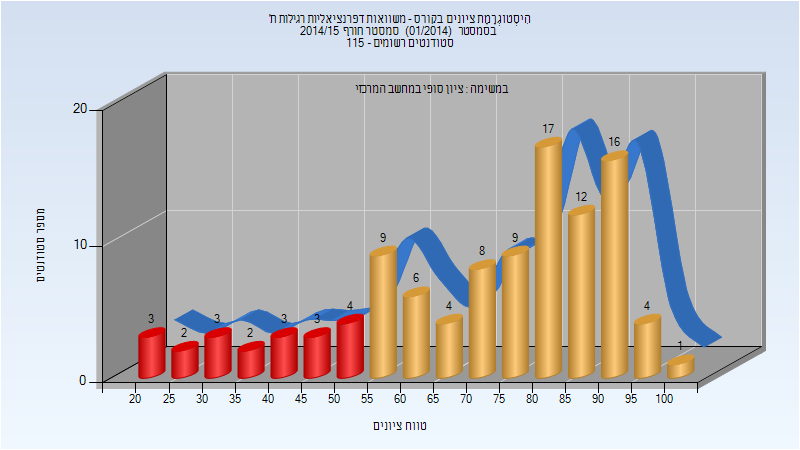 היסטוגרמת ציונים בקורס - משוואות דפרנציאליות רגילות ת'
בסמסטר (01/2014) סמסטר חורף 2014/15
סטודנטים רשומים - 115
במשימה : ציון סופי במחשב המרכזי
מספר סטודנטים
20
10
0
3 2 3 2 3 3 4 9 6 4 8 9 17 12 16 4 1
20 25 30 35 40 45 50 55 60 65 70 75 80 85 90 95 100
טווח ציונים